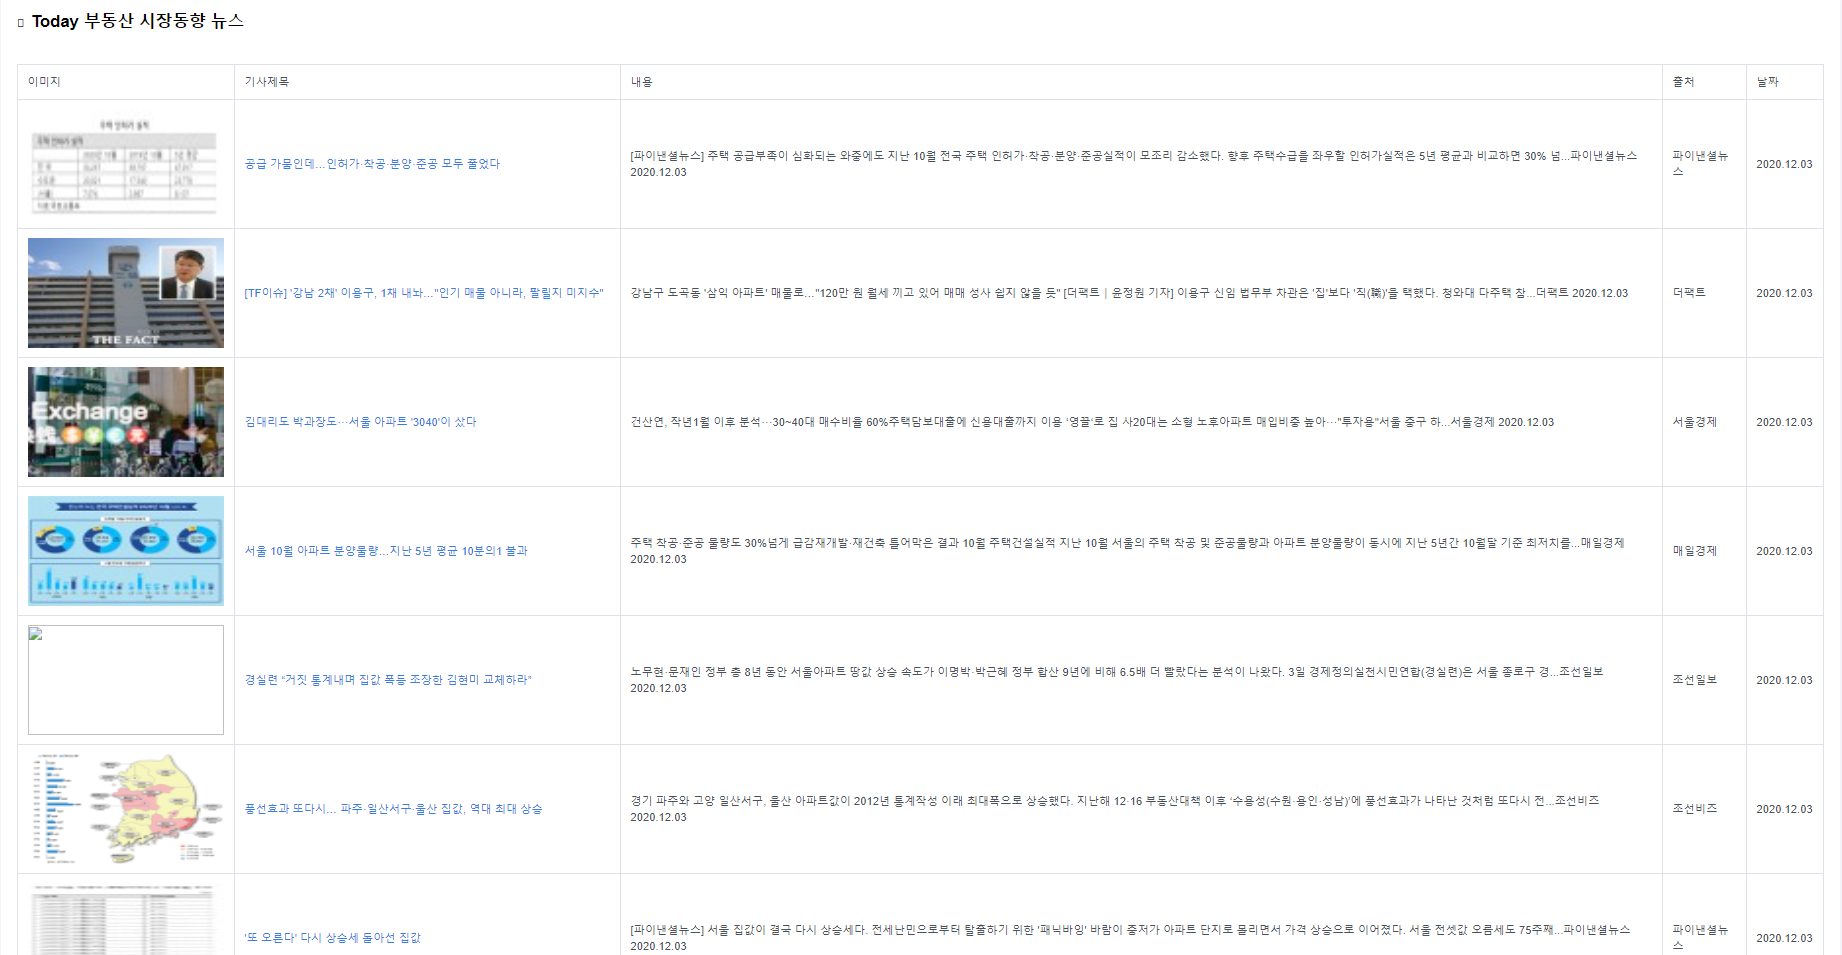 Today 부동산 시장동향 뉴스
이미지 기사제목 내용 출처 날짜
공급 가뭄인데…인허가·착공·분양·준공 모두 줄었다
[파이낸셜뉴스] 주택 공급부족이 심화되는 와중에도 지난 10월 전국 주택 인허가·착공·분양·준공실적이 모조리 감소했다. 향후 주택수급을 좌우할 인허가실적은 5년 평균과 비교하면 30% 넘...파이낸셜뉴스
2020.12.03
파이낸셜뉴
스
2020.12.03
THE FACT
[TF이슈] '강남 2채' 이용구, 1채 내놔…"인기 매물 아니라, 팔릴지 미지수"
강남구 도곡동 '삼익 아파트' 매물로…"120만 원 월세 끼고 있어 매매 성사 쉽지 않을 듯" [더팩트 | 윤정원 기자] 이용구 신임 법무부 차관은 '집'보다 '직(職)'을 택했다. 청와대 다주택 참...더팩트 2020.12.03
더팩트
2020.12.03
Exchange
김대리도 박과장도···서울 아파트 '3040'이 샀다
건산연, 작년1월 이후 분석···30~40대 매수비율 60%주택담보대출에 신용대출까지 이용 '영끌'로 집 사20대는 소형 노후아파트 매입비중 높아···"투자용"서울 중구 하...서울경제 2020.12.03
서울경제
2020.12.03
서울 10월 아파트 분양물량…지난 5년 평균 10분의1 불과
주택 착공·준공 물량도 30%넘게 급감재개발·재건축 틀어막은 결과 10월 주택건설실적 지난 10월 서울의 주택 착공 및 준공물량과 아파트 분양물량이 동시에 지난 5년간 10월달 기준 최저치를...매일경제
2020.12.03
매일경제
2020.12.03
경실련 “거짓 통계내며 집값 폭등 조장한 김현미 교체하라”
노무현·문재인 정부 총 8년 동안 서울아파트 땅값 상승 속도가 이명박·박근혜 정부 합산 9년에 비해 6.5배 더 빨랐다는 분석이 나왔다. 3일 경제정의실천시민연합(경실련)은 서울 종로구 경...조선일보
2020.12.03
조선일보
2020.12.03
풍선효과 또다시... 파주·일산서구·울산 집값, 역대 최대 상승
경기 파주와 고양 일산서구, 울산 아파트값이 2012년 통계작성 이래 최대폭으로 상승했다. 지난해 12·16 부동산대책 이후 ‘수용성(수원·용인·성남)’에 풍선효과가 나타난 것처럼 또다시 전...조선비즈
2020.12.03
조선비즈
2020.12.03
'또 오른다' 다시 상승세 돌아선 집값
[파이낸셜뉴스] 서울 집값이 결국 다시 상승세다. 전세난민으로부터 탈출하기 위한 '패닉바잉' 바람이 중저가 아파트 단지로 몰리면서 가격 상승으로 이어졌다. 서울 전셋값 오름세도 75주째...파이낸셜뉴스
2020.12.03
파이낸셜뉴
스
2020.12.03